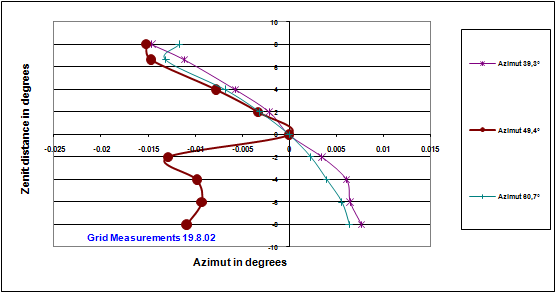 10
8
6
4
2
0
-2
-4
-6
-8
-10
-0.025 -0.02 -0.015 -0.01 -0.005 0 0.005 0.01 0.015
Zenit distance in degrees
Azimut in degrees
Grid Measurements 19.8.02
Azimut 39,3°
Azimut 49,4°
Azimut 60,7°